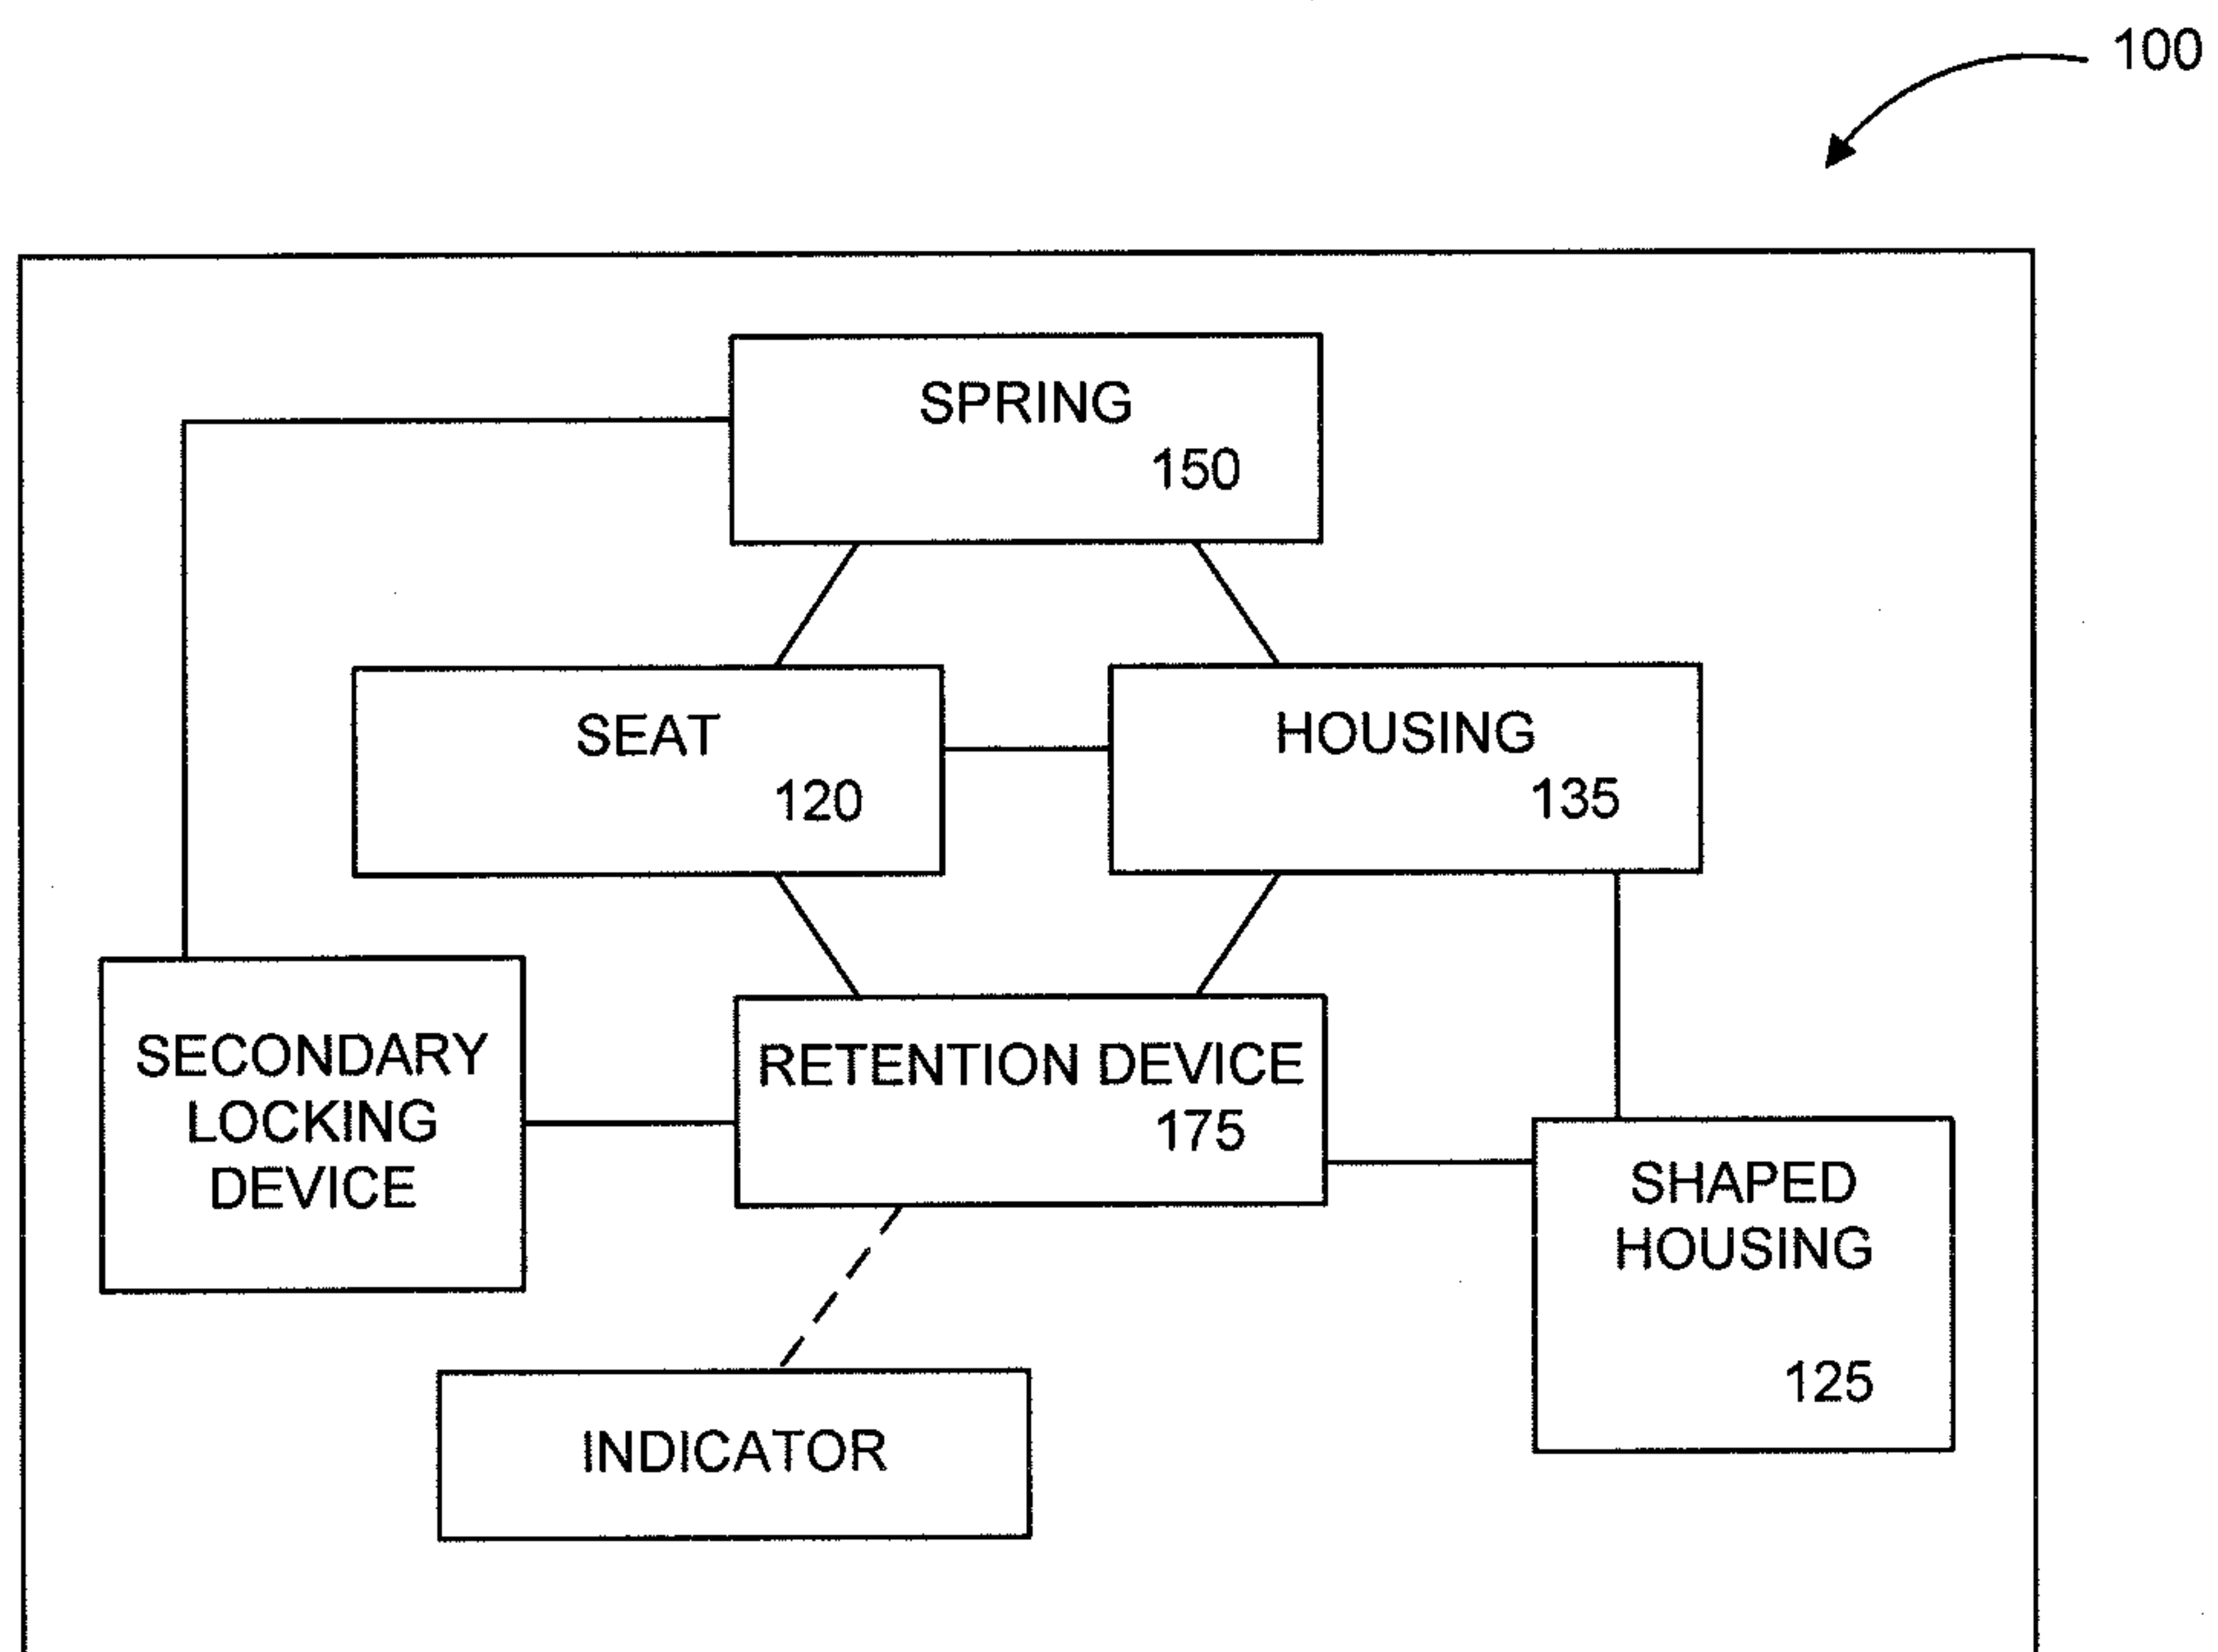 100
SPRING
150
SEAT
120
HOUSING
135
SECONDARY
LOCKING
DEVICE
RETENTION DEVICE
175
SHAPED
HOUSING
125
INDICATOR